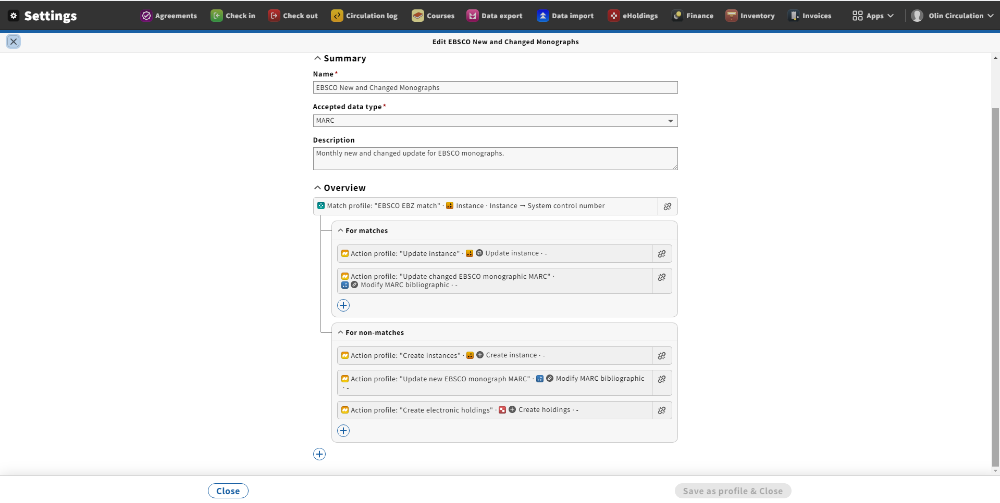 Settings
Agreements
Check in
Check out
Circulation log
Courses
Data export
Data import
eHoldings
Finance
Inventory
Invoices
Apps
Olin Circulation
Edit EBSCO New and Changed Monographs
Summary
Name*
EBSCO New and Changed Monographs
Accepted data type*
MARC
Description
Monthly new and changed update for EBSCO monographs.
Overview
Match profile: "EBSCO EBZ match" · Instance · Instance → System control number
For matches
Action profile: "Update instance" · Update instance · -
Action profile: "Update changed EBSCO monographic MARC" ·
Modify MARC bibliographic · -
For non-matches
Action profile: "Create instances" · Create instance · -
Action profile: "Update new EBSCO monograph MARC" · Modify MARC bibliographic
· -
Action profile: "Create electronic holdings" · Create holdings · -
Close
Save as profile & Close